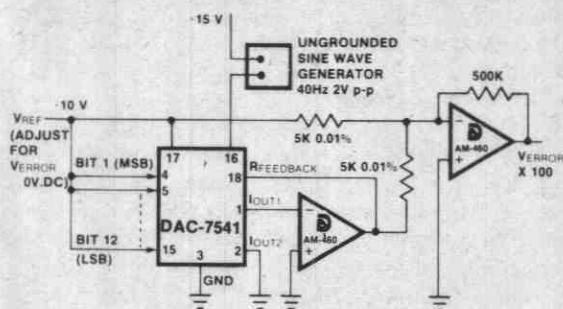 -15 V
UNGROUNDED
SINE WAVE
GENERATOR
40Hz 2V p-p
500K
VREF
-10 V
(ADJUST
FOR
VERROR
0V.DC)
5K 0.01%
17
16
BIT 1 (MSB)
4
5
18
RFEEDBACK
5K 0.01%
VERROR
X 100
AM-460
DAC-7541
1
IOUT1
BIT 12
(LSB)
15
2
IOUT2
AM-460
3
GND